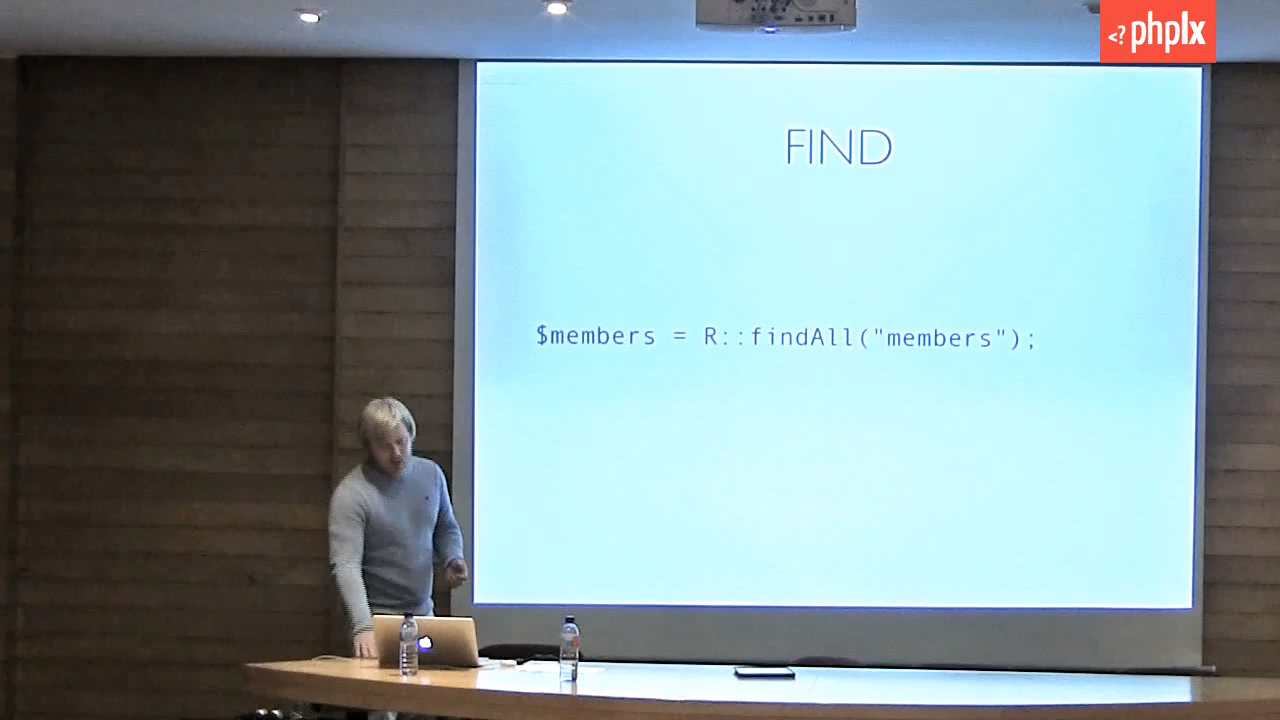 <? phplx
FIND
$members = R::findAll("members");